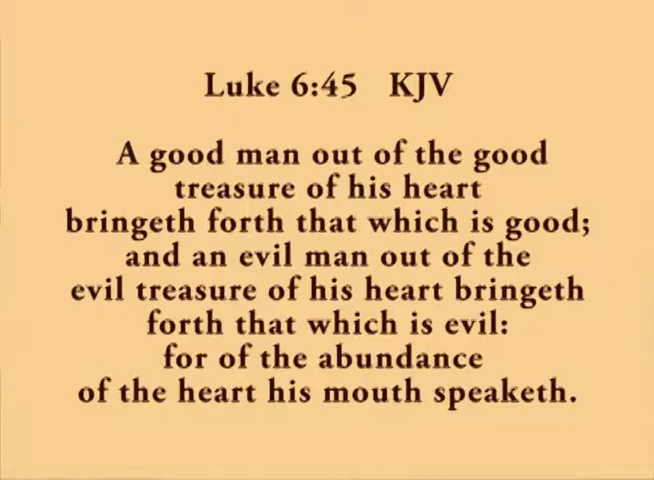 Luke 6:45 KJV
A good man out of the good
treasure of his heart
bringeth forth that which is good;
and an evil man out of the
evil treasure of his heart bringeth
forth that which is evil:
for of the abundance
of the heart his mouth speaketh.